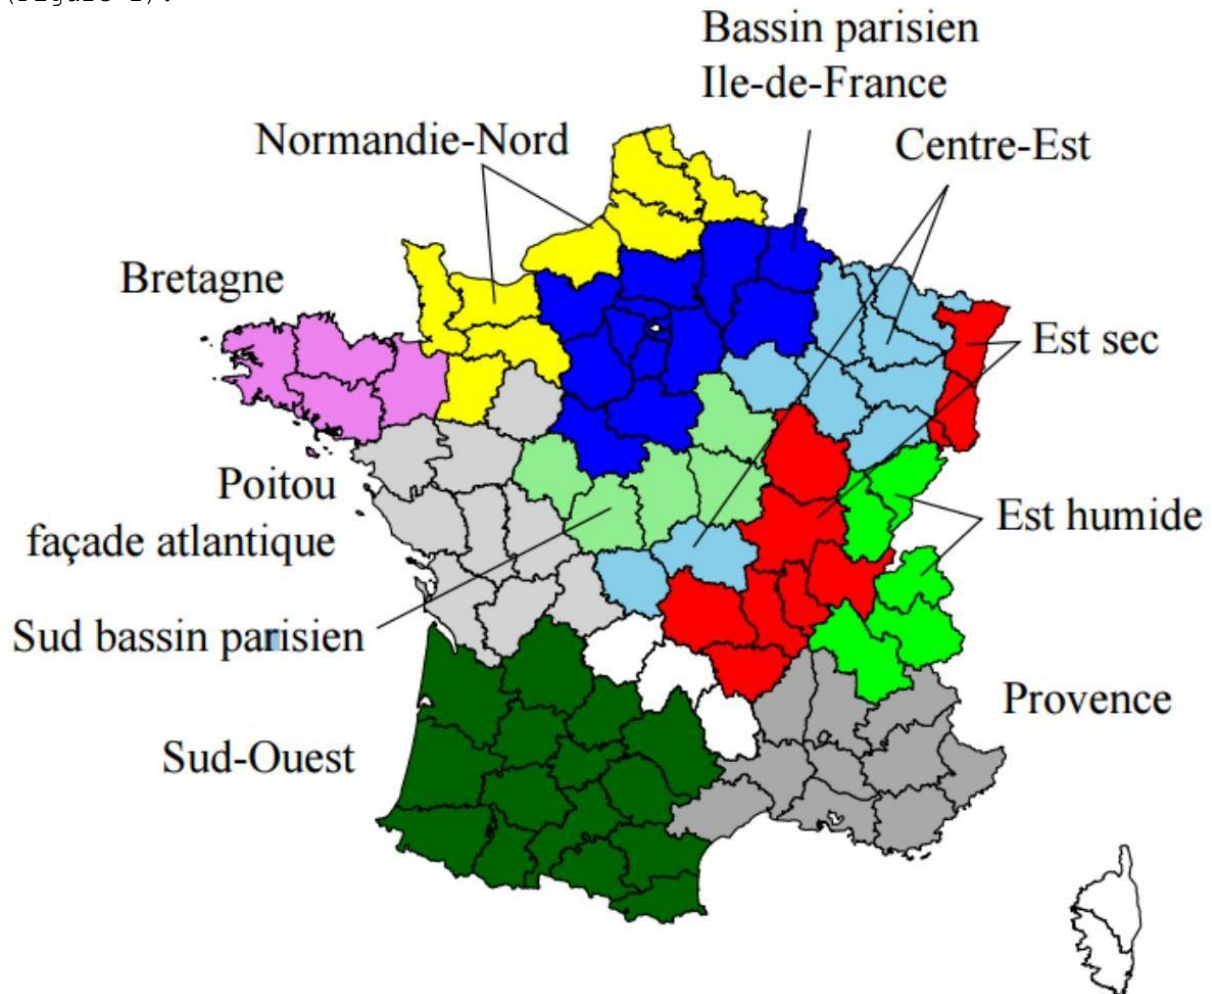 Bassin parisien
Ile-de-France
Normandie-Nord
Centre-Est
Bretagne
Est sec
Poitou
façade atlantique
Est humide
Sud bassin parisien
Provence
Sud-Ouest